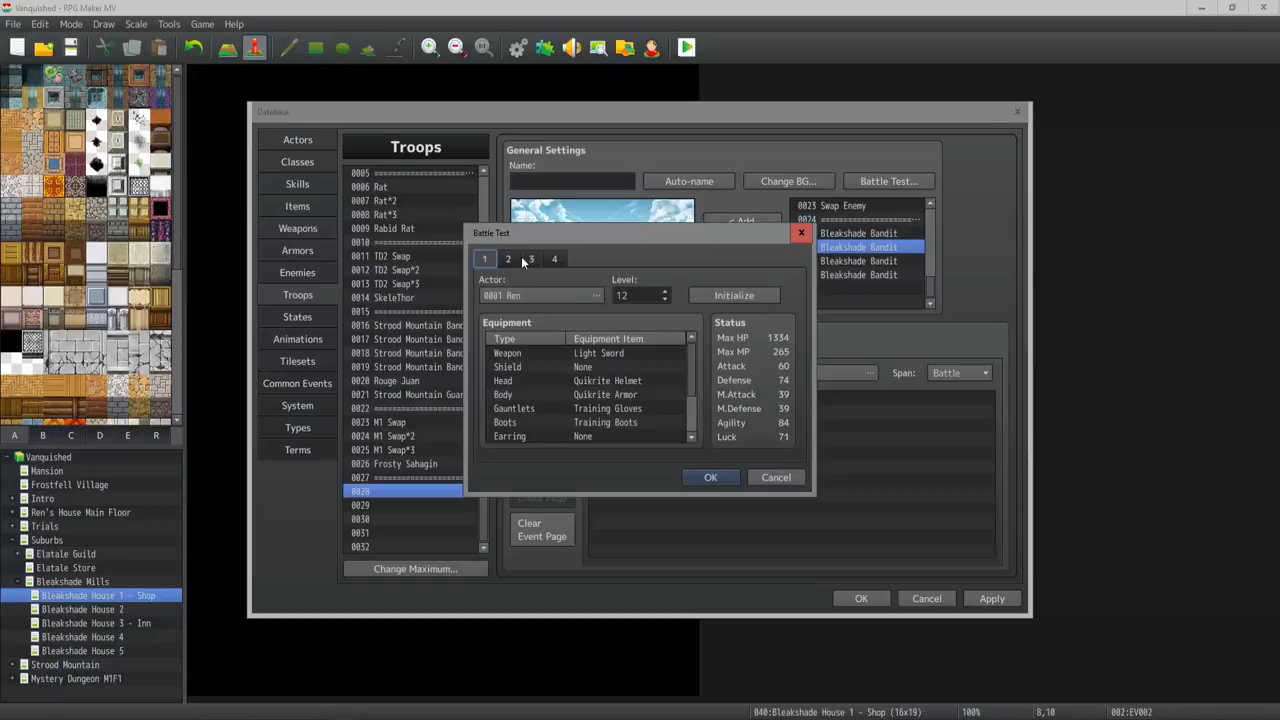 Vanquished - RPG Maker MV
File Edit Mode Draw Scale Tools Game Help
Database
Actors
Classes
Skills
Items
Weapons
Armors
Enemies
Troops
States
Animations
Tilesets
Common Events
System
Types
Terms
Troops
0005 ======================···
0006 Rat
0007 Rat*2
0008 Rat*3
0009 Rabid Rat
0010 ==================
0011 TD2 Swap
0012 TD2 Swap*2
0013 TD2 Swap*3
0014 SkeleThor
0015 ==================
0016 Strood Mountain Band
0017 Strood Mountain Band
0018 Strood Mountain Band
0019 Strood Mountain Band
0020 Rouge Juan
0021 Strood Mountain Guar
0022 ==================
0023 M1 Swap
0024 M1 Swap*2
0025 M1 Swap*3
0026 Frosty Sahagin
0027 ==================
0028
0029
0030
0031
0032
Change Maximum...
General Settings
Name:
Auto-name
Change BG...
Battle Test...
< Add
0023 Swap Enemy
0024 ==================···
Bleakshade Bandit
Bleakshade Bandit
Bleakshade Bandit
Bleakshade Bandit
Span: Battle
Battle Test
1 2 3 4
Actor:
0001 Ren ...
Level:
12
Initialize
Equipment
Type Equipment Item
Weapon Light Sword
Shield None
Head Quikrite Helmet
Body Quikrite Armor
Gauntlets Training Gloves
Boots Training Boots
Earring None
Status
Max HP 1334
Max MP 265
Attack 60
Defense 74
M.Attack 39
M.Defense 39
Agility 84
Luck 71
OK Cancel
Clear
Event Page
OK Cancel Apply
A B C D E R
Vanquished
Mansion
Frostfell Village
Intro
Ren's House Main Floor
Trials
Suburbs
Elatale Guild
Elatale Store
Bleakshade Mills
Bleakshade House 1 - Shop
Bleakshade House 2
Bleakshade House 3 - Inn
Bleakshade House 4
Bleakshade House 5
Strood Mountain
Mystery Dungeon M1F1
040:Bleakshade House 1 - Shop (16x19) 100% 8,10 002:EV002